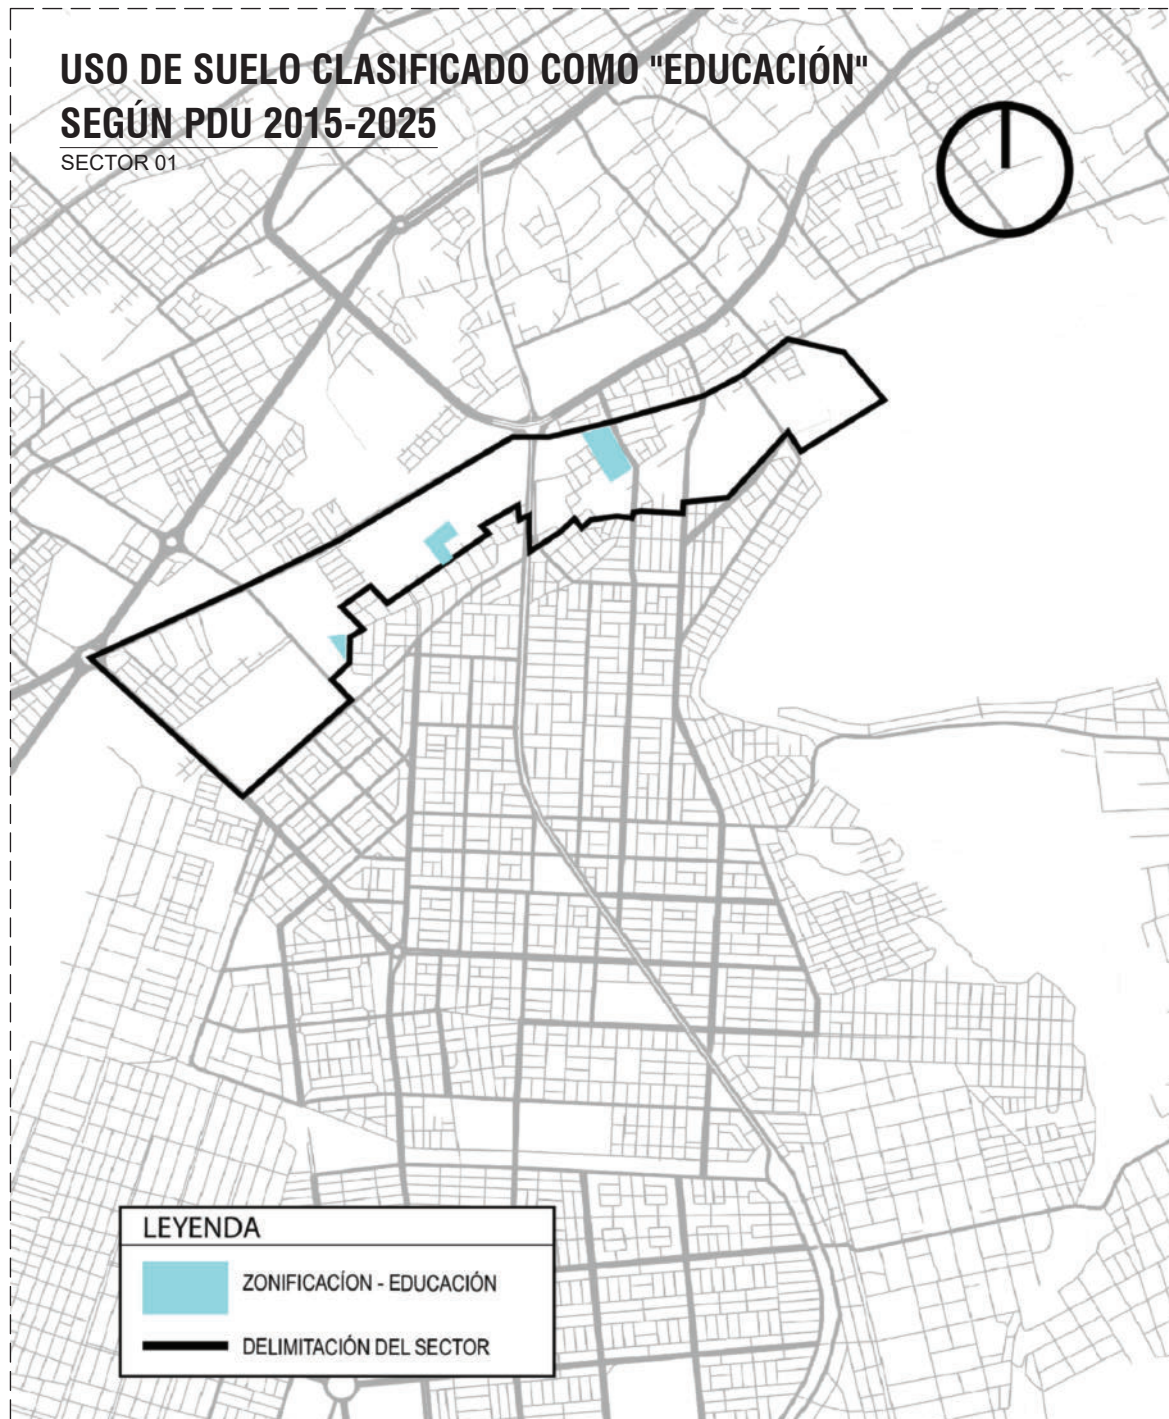 USO DE SUELO CLASIFICADO COMO "EDUCACIÓN"
SEGÚN PDU 2015-2025
SECTOR 01
LEYENDA
ZONIFICACÍON - EDUCACIÓN
DELIMITACIÓN DEL SECTOR